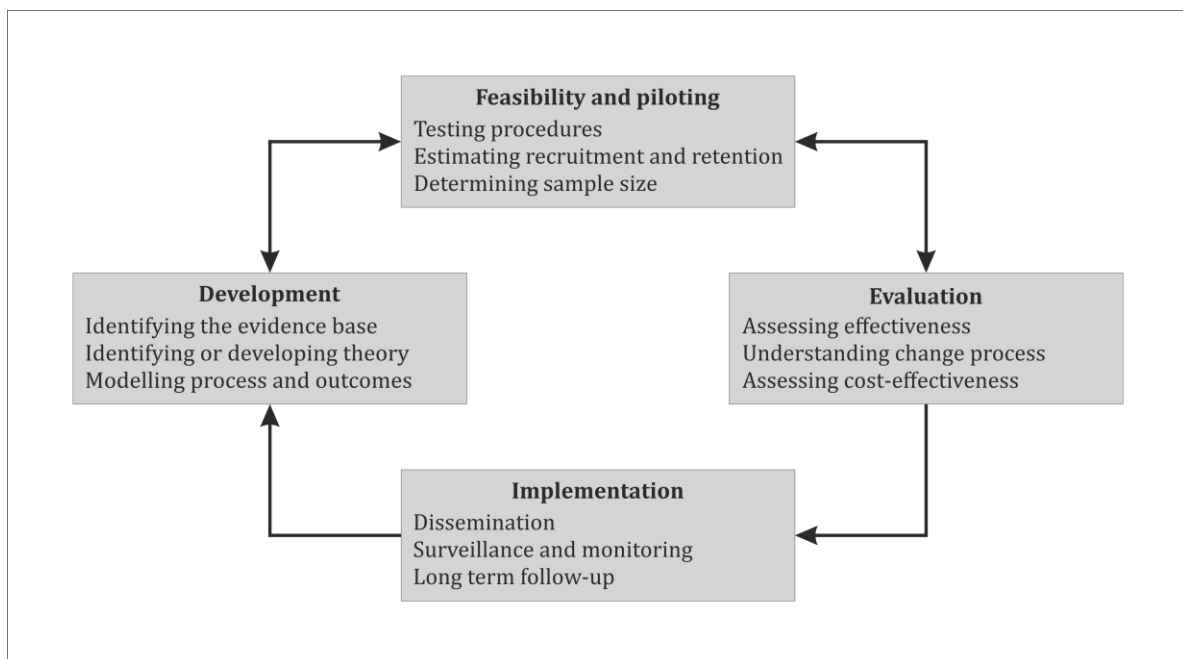 Feasibility and piloting
Testing procedures
Estimating recruitment and retention
Determining sample size
Development
Identifying the evidence base
Identifying or developing theory
Modelling process and outcomes
Evaluation
Assessing effectiveness
Understanding change process
Assessing cost-effectiveness
Implementation
Dissemination
Surveillance and monitoring
Long term follow-up